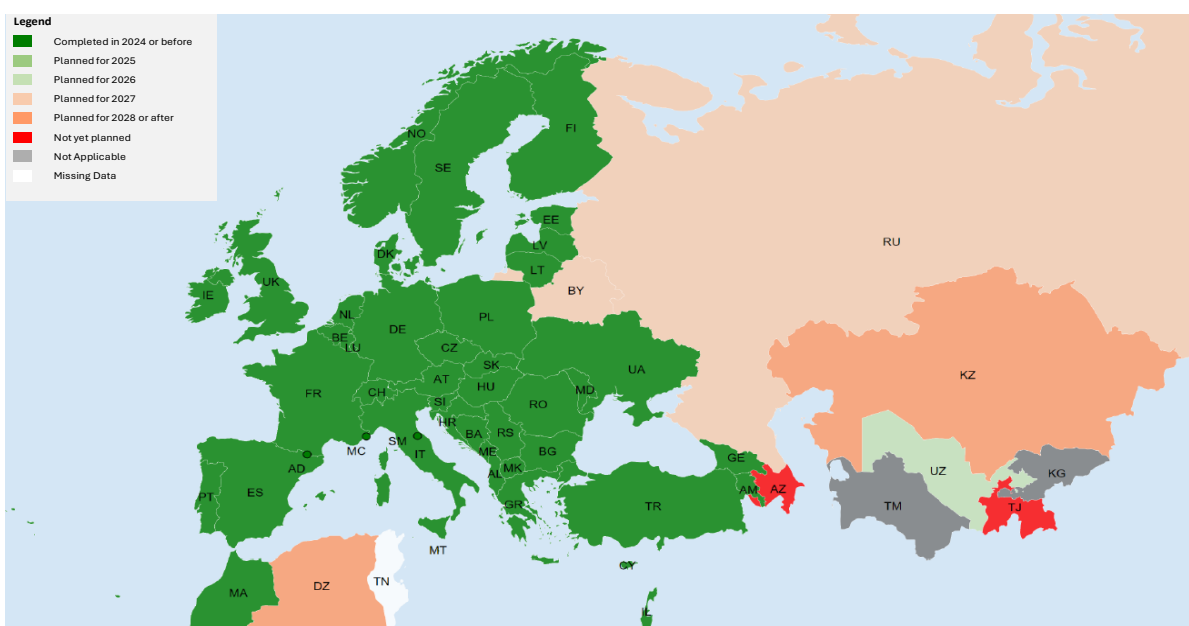 Legend
Completed in 2024 or before
Planned for 2025
Planned for 2026
Planned for 2027
Planned for 2028 or after
Not yet planned
Not Applicable
Missing Data
NO
FI
SE
EE
RU
LV
DK
LT
UK
BY
IE
NL
PL
DE
BE
LU
CZ
SK
UA
KZ
AT
HU
MD
FR
CH
SI
RO
HR
BA
RS
SM
MC
IT
ME
BG
GE
AD
AL
MK
UZ
KG
PT
ES
AM
AZ
GR
TR
TM
TJ
MT
CY
TN
DZ
MA
IL